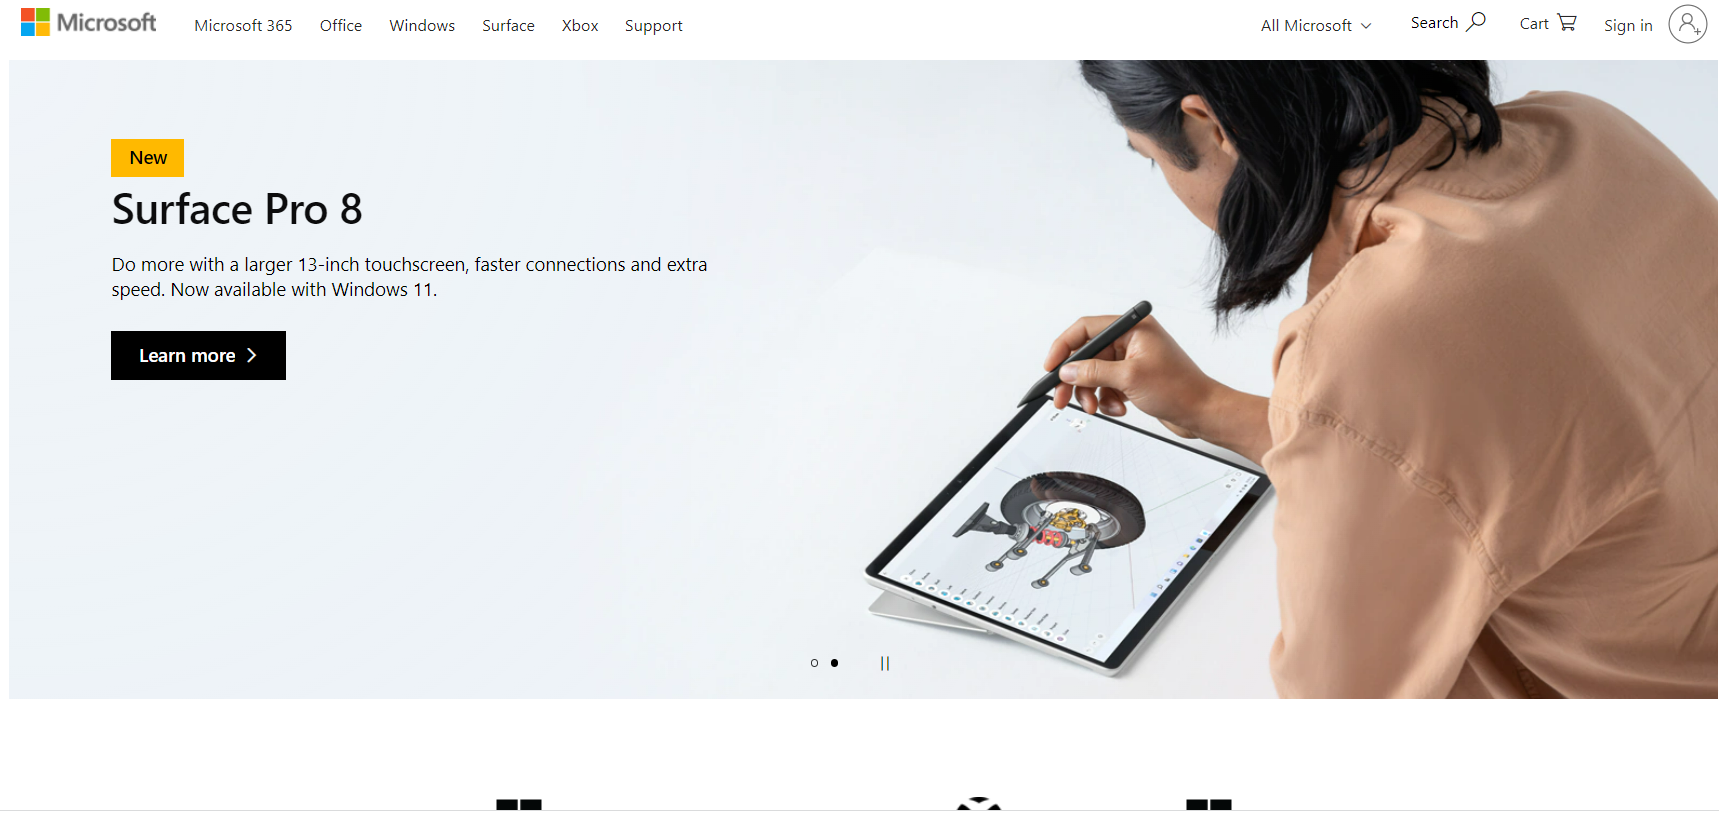 Microsoft
Microsoft 365
Office
Windows
Surface
Xbox
Support
All Microsoft
Search
Cart
Sign in
New
Surface Pro 8
Do more with a larger 13-inch touchscreen, faster connections and extra
speed. Now available with Windows 11.
Learn more